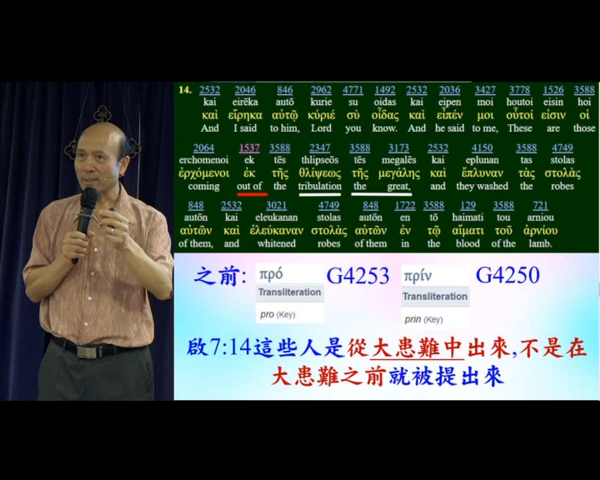 14. 2532 2046 846 2962 4771 1492 2532 2036 3427 3778 1526 3588
kai eirēka autō kurie su oidas kai eipen moi houtoi eisin hoi
καὶ εἴρηκα αὐτῷ κύριέ σὺ οἶδας καὶ εἶπέν μοι οὗτοί εἰσιν οἱ
And I said to him, Lord you know. And he said to me, These are those
2064 1537 3588 2347 3588 3173 2532 4150 3588 4749
erchomenoi ek tēs thlipseōs tēs megalēs kai eplunan tas stolas
ἐρχόμενοι ἐκ τῆς θλίψεως τῆς μεγάλης καὶ ἔπλυναν τὰς στολὰς
coming out of the tribulation the great, and they washed the robes
848 2532 3021 4749 848 1722 3588 129 3588 721
autōn kai eleukanan stolas autōn en tō haimati tou arniou
αὐτῶν καὶ ἐλεύκαναν στολὰς αὐτῶν ἐν τῷ αἵματι τοῦ ἀρνίου
of them, and whitened robes of them in the blood of the lamb.
之前: πρό G4253 πρίν G4250
Transliteration Transliteration
pro (Key) prin (Key)
啟7:14這些人是從大患難中出來,不是在
大患難之前就被提出來